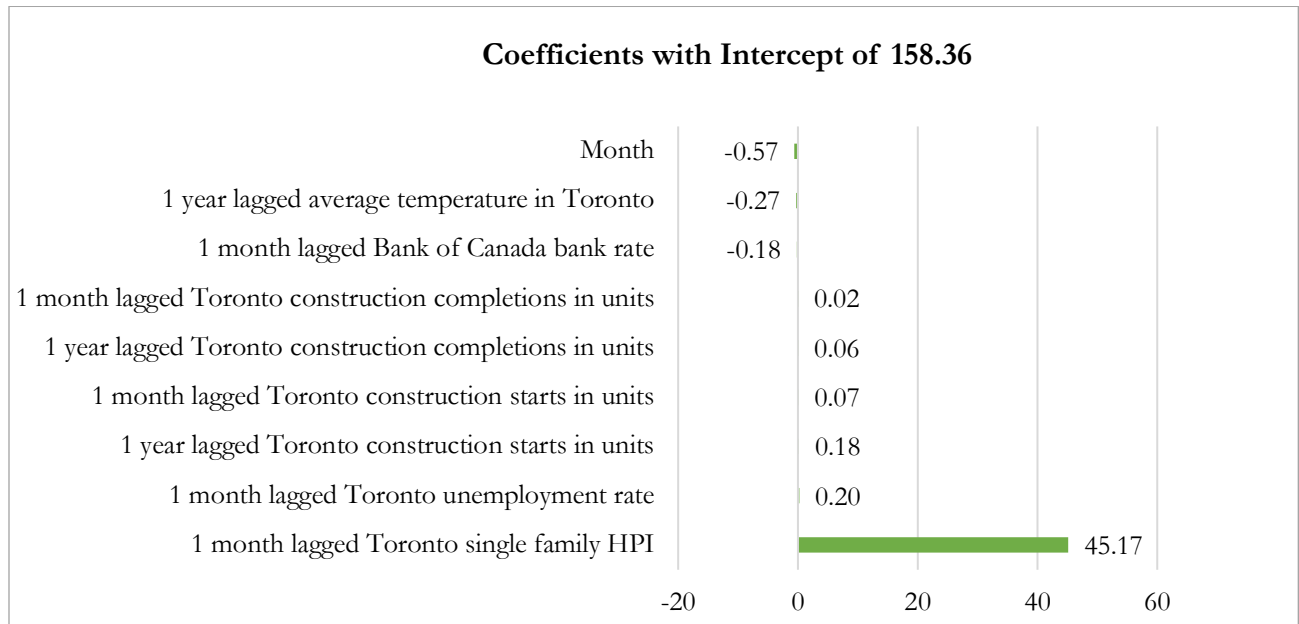 Coefficients with Intercept of 158.36
Month -0.57
1 year lagged average temperature in Toronto -0.27
1 month lagged Bank of Canada bank rate -0.18
1 month lagged Toronto construction completions in units 0.02
1 year lagged Toronto construction completions in units 0.06
1 month lagged Toronto construction starts in units 0.07
1 year lagged Toronto construction starts in units 0.18
1 month lagged Toronto unemployment rate 0.20
1 month lagged Toronto single family HPI 45.17
-20 0 20 40 60